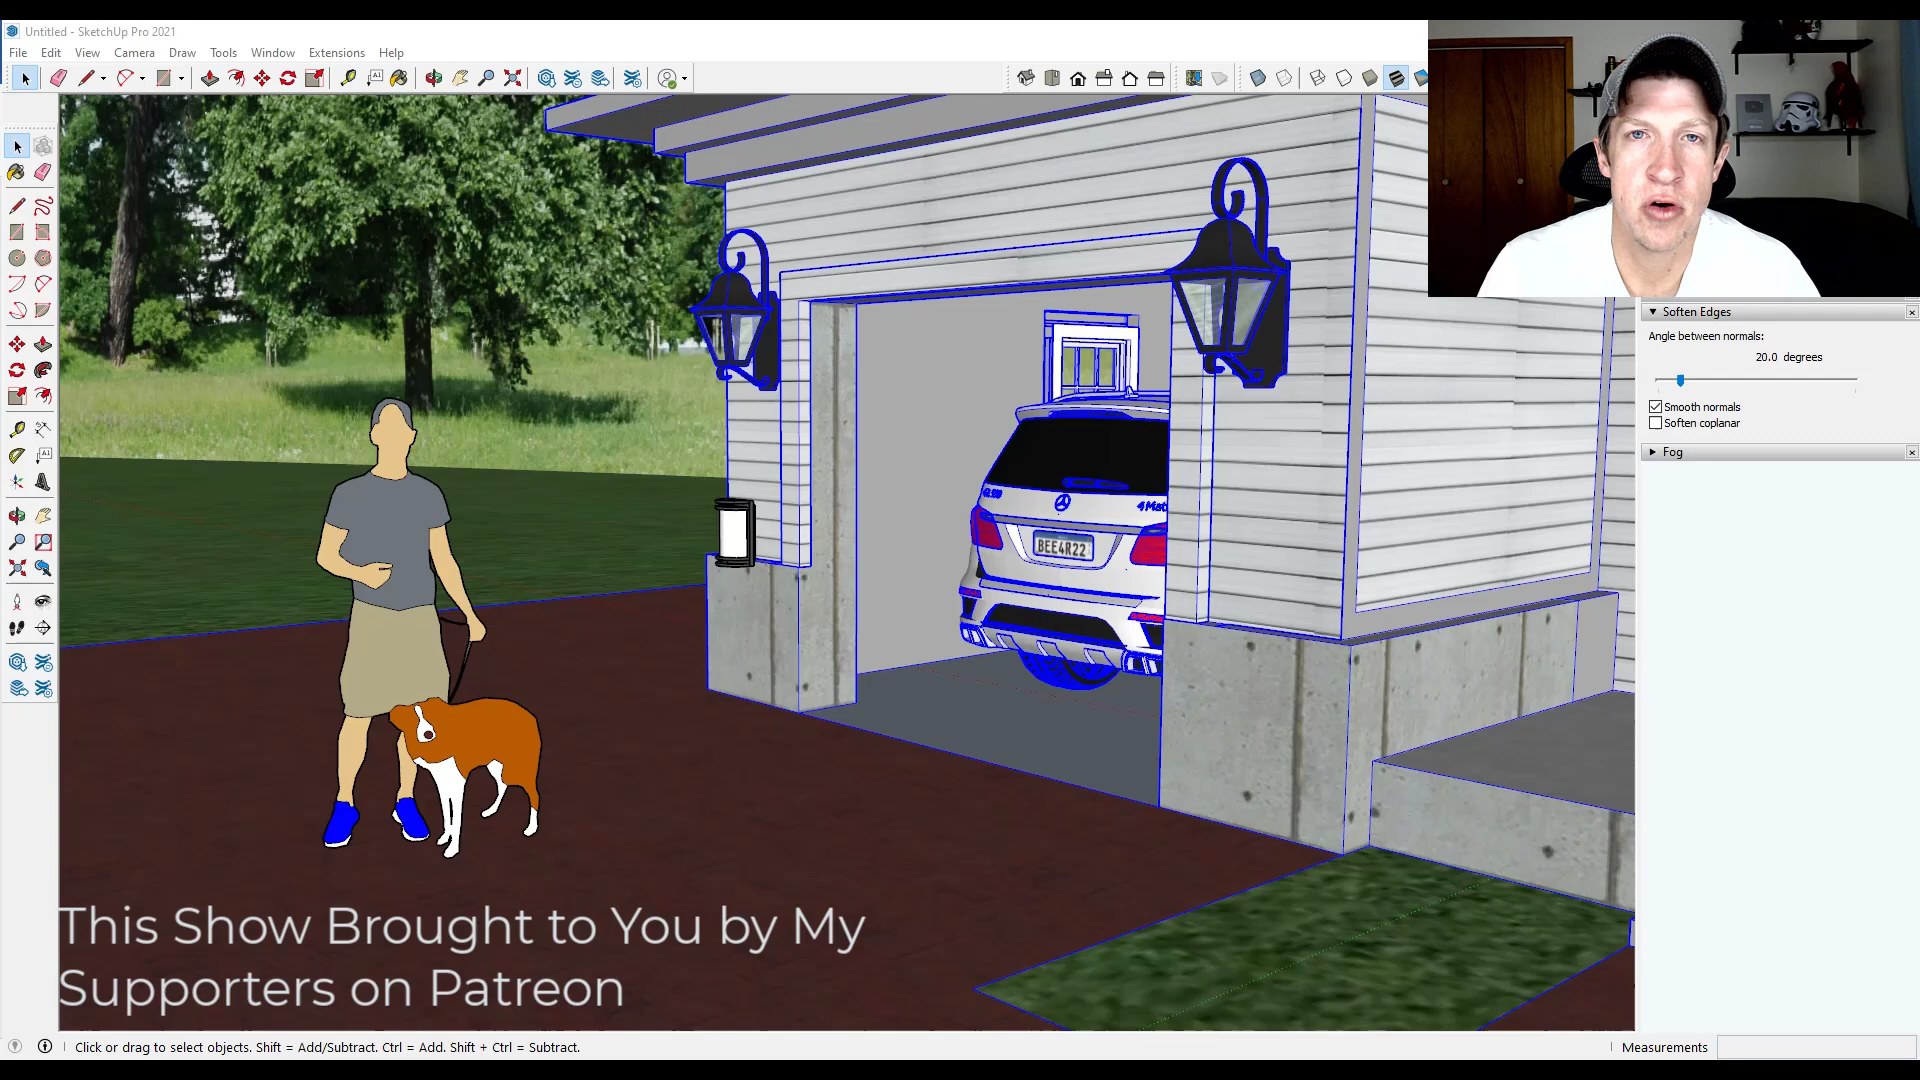 Untitled - SketchUp Pro 2021
File Edit View Camera Draw Tools Window Extensions Help
Soften Edges
Angle between normals:
20.0 degrees
Smooth normals
Soften coplanar
Fog
4Mat
BEE4R22
This Show Brought to You by My
Supporters on Patreon
Click or drag to select objects. Shift = Add/Subtract. Ctrl = Add. Shift + Ctrl = Subtract.
Measurements